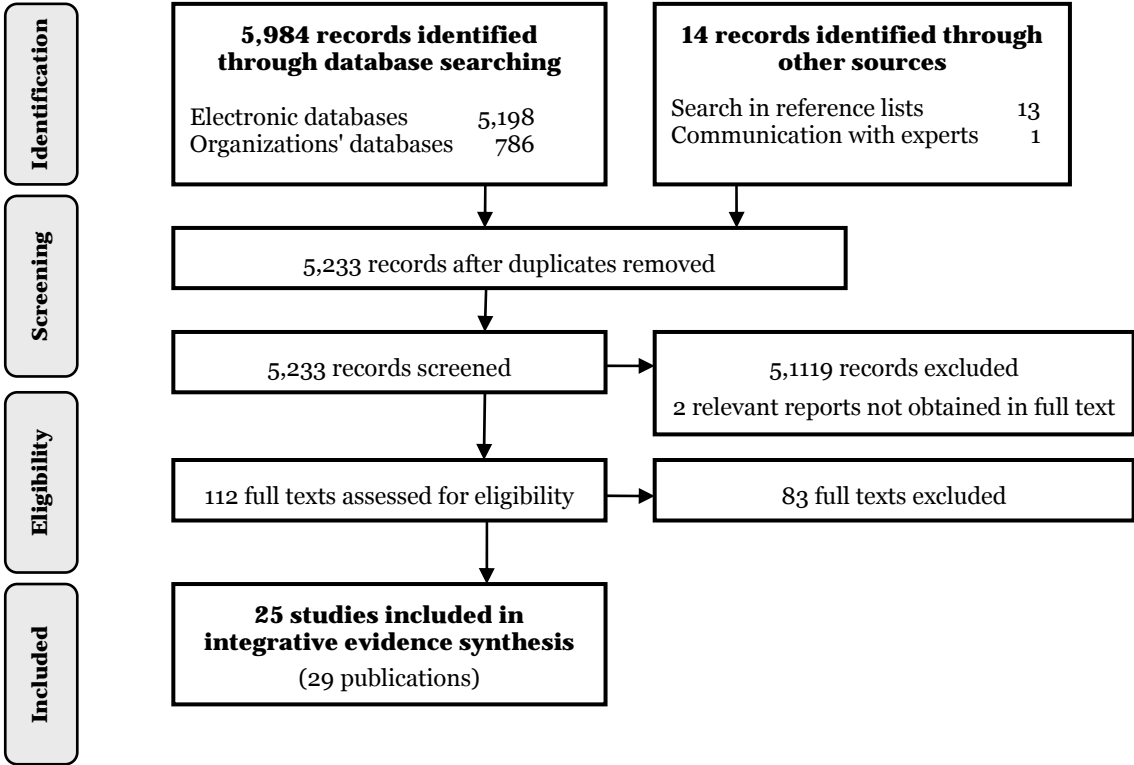 Identification
5,984 records identified
through database searching
Electronic databases 5,198
Organizations' databases 786
14 records identified through
other sources
Search in reference lists 13
Communication with experts 1
Screening
5,233 records after duplicates removed
5,233 records screened
5,1119 records excluded
2 relevant reports not obtained in full text
Eligibility
112 full texts assessed for eligibility
83 full texts excluded
Included
25 studies included in
integrative evidence synthesis
(29 publications)